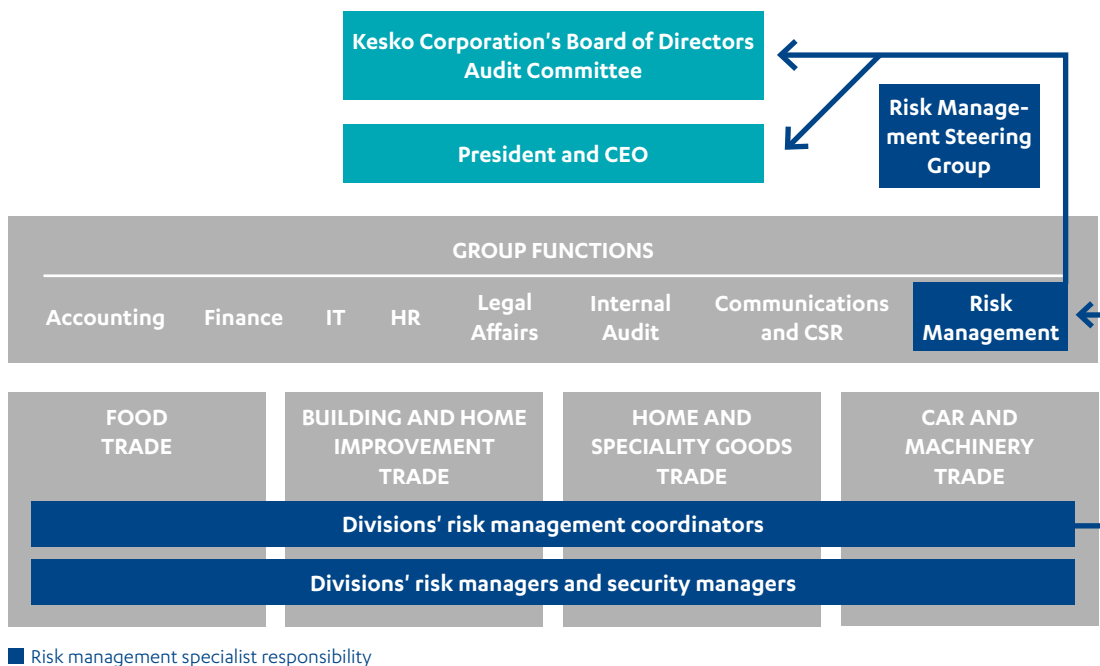 Kesko Corporation's Board of Directors
Audit Committee
President and CEO
Risk Manage-
ment Steering
Group
GROUP FUNCTIONS
Accounting
Finance
IT
HR
Legal
Affairs
Internal
Audit
Communications
and CSR
Risk
Management
FOOD
TRADE
BUILDING AND HOME
IMPROVEMENT
TRADE
HOME AND
SPECIALITY GOODS
TRADE
CAR AND
MACHINERY
TRADE
Divisions' risk management coordinators
Divisions' risk managers and security managers
Risk management specialist responsibility